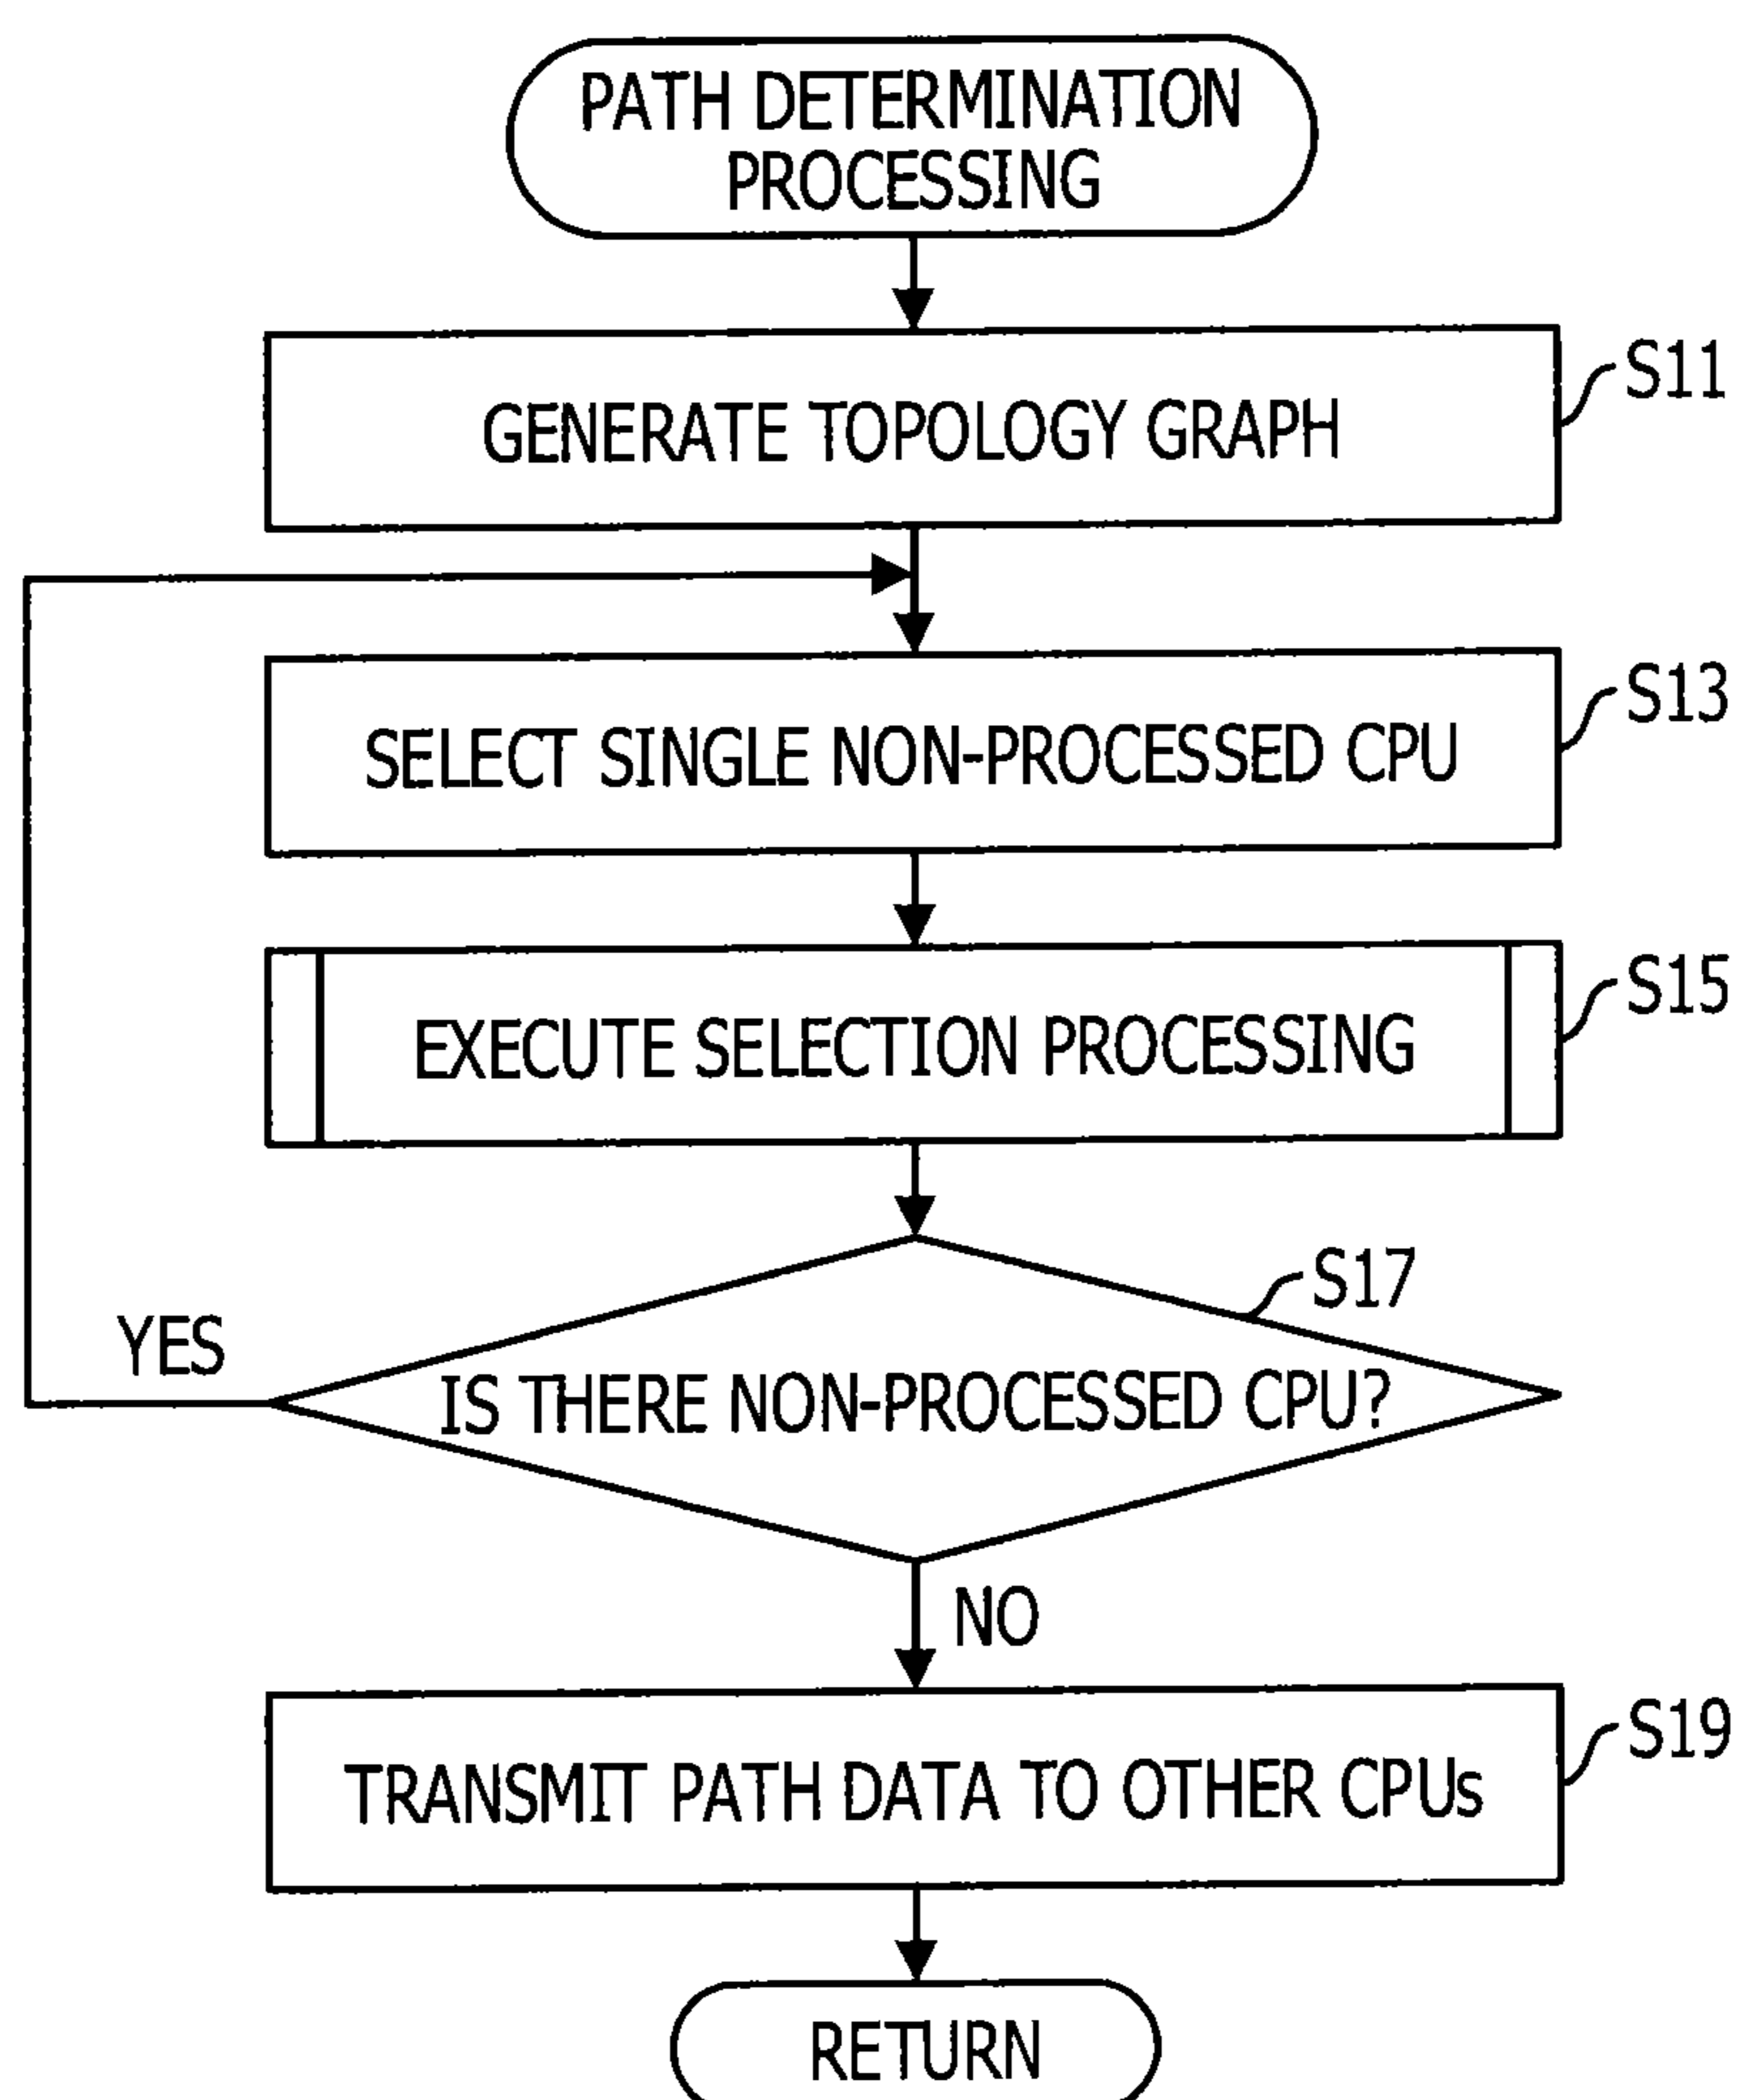 PATH DETERMINATION
PROCESSING
S11
GENERATE TOPOLOGY GRAPH
S13
SELECT SINGLE NON-PROCESSED CPU
S15
EXECUTE SELECTION PROCESSING
S17
YES
IS THERE NON-PROCESSED CPU?
NO
S19
TRANSMIT PATH DATA TO OTHER CPUs
RETURN